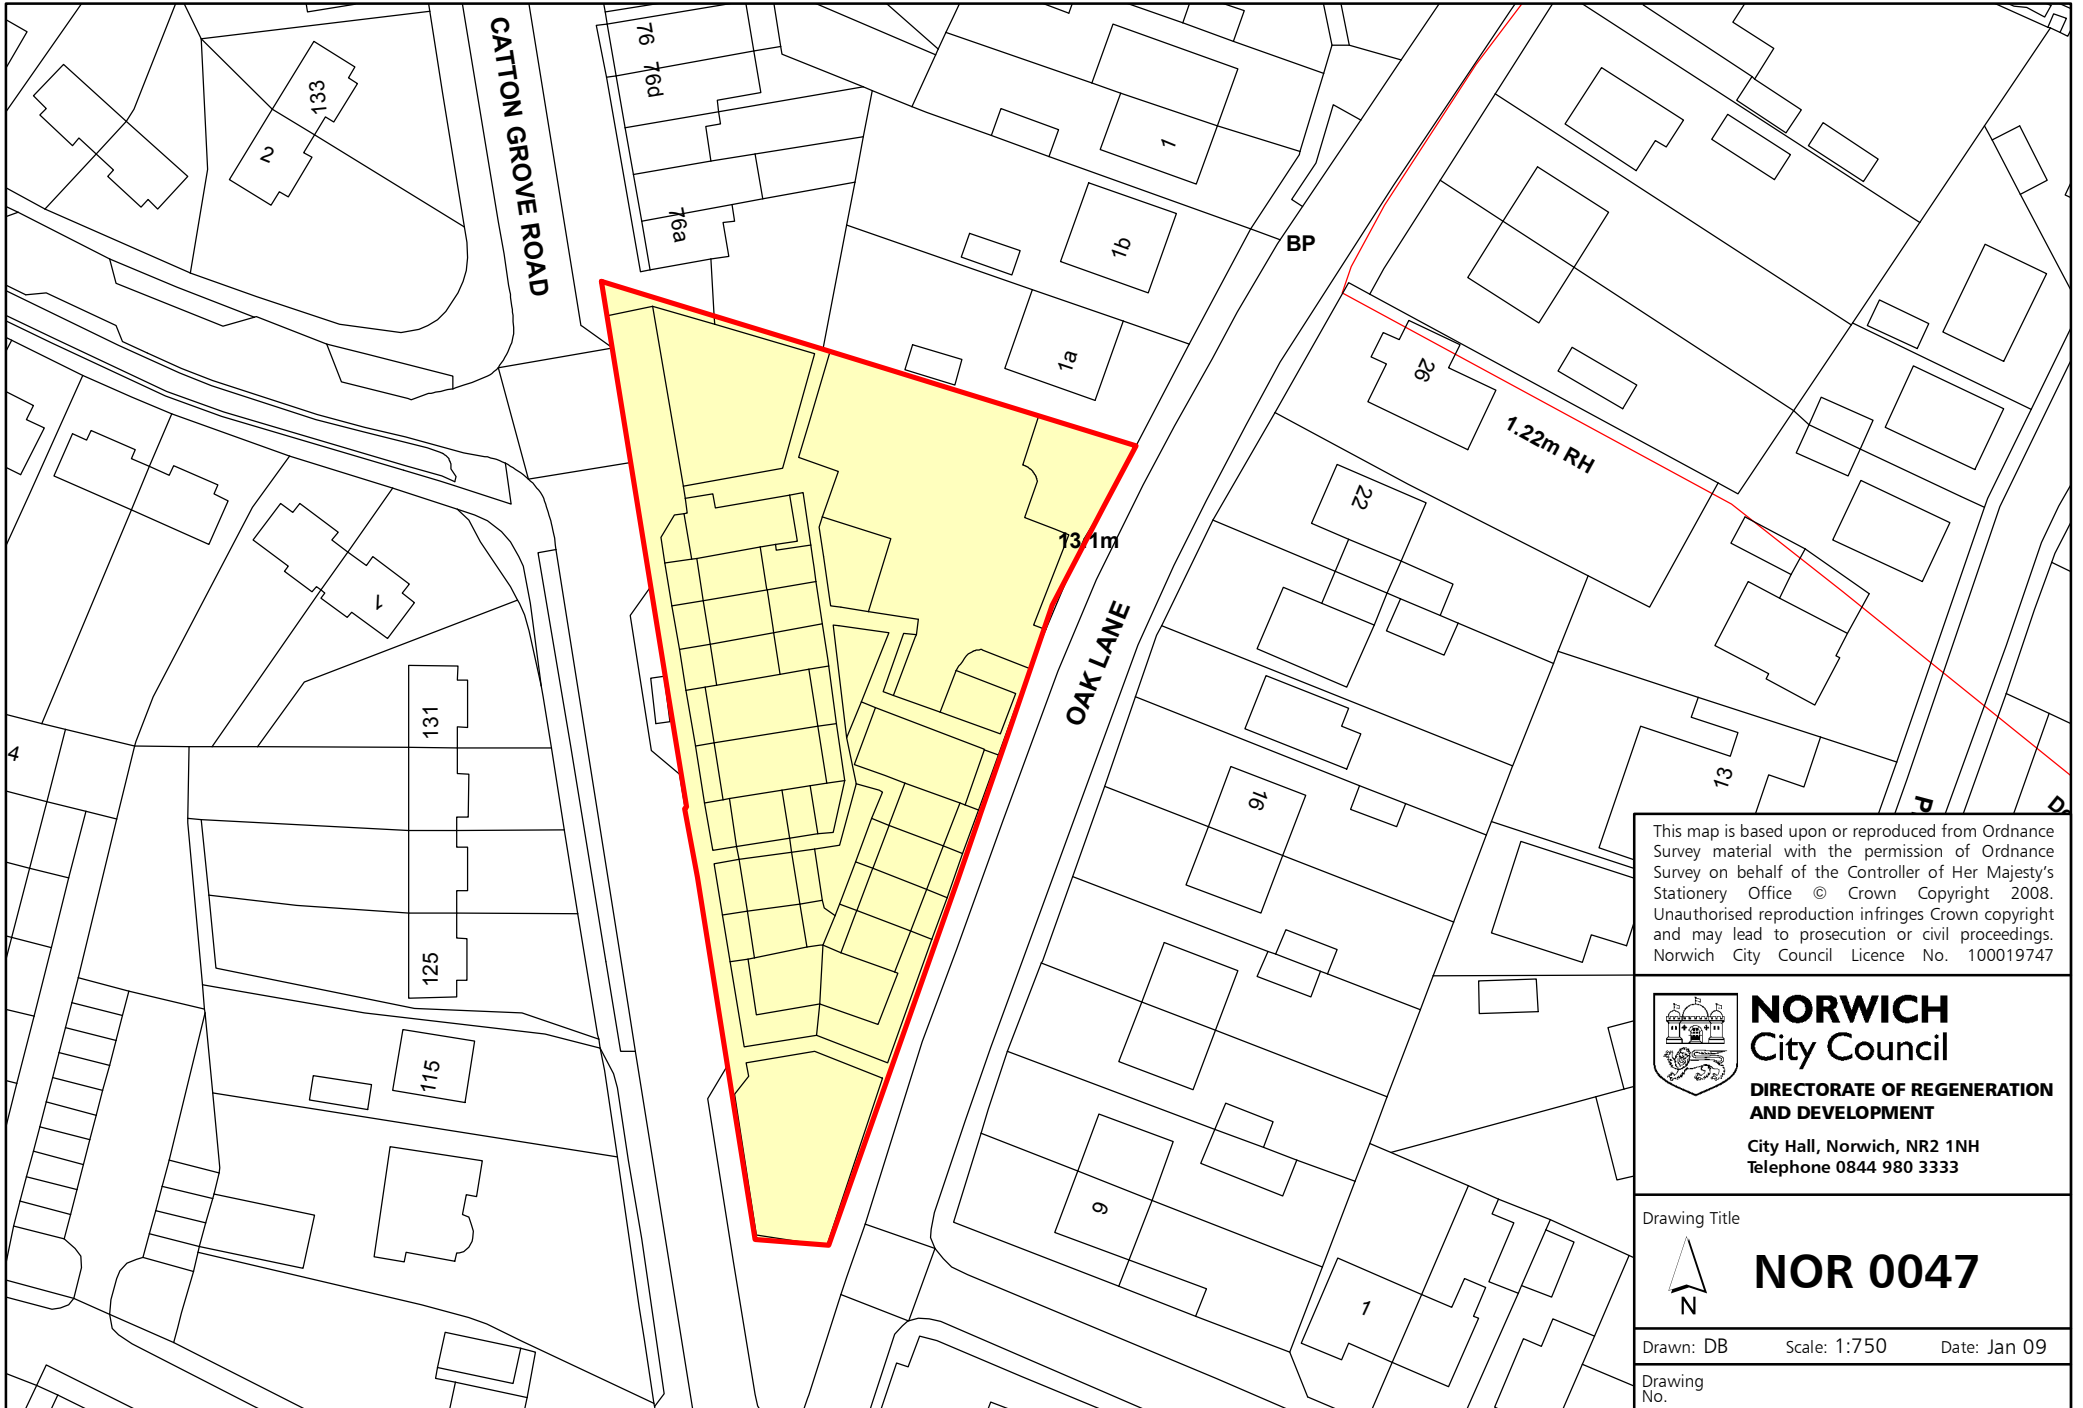 CATTON GROVE ROAD
76
76d
76a
133
2
1
1b
1a
BP
26
1.22m RH
22
13.1m
OAK LANE
1
131
4
16
13
P
De
125
115
9
1
This map is based upon or reproduced from Ordnance
Survey material with the permission of Ordnance
Survey on behalf of the Controller of Her Majesty's
Stationery Office © Crown Copyright 2008.
Unauthorised reproduction infringes Crown copyright
and may lead to prosecution or civil proceedings.
Norwich City Council Licence No. 100019747
NORWICH
City Council
DIRECTORATE OF REGENERATION
AND DEVELOPMENT
City Hall, Norwich, NR2 1NH
Telephone 0844 980 3333
Drawing Title
N
NOR 0047
Drawn: DB Scale: 1:750 Date: Jan 09
Drawing
No.